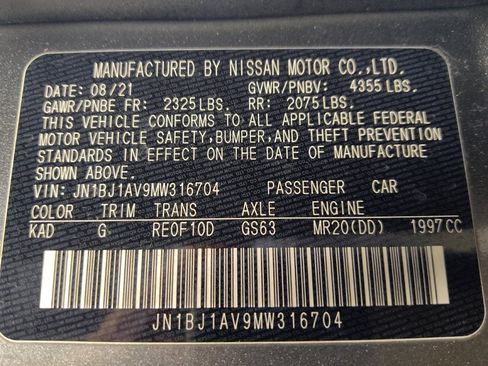 MANUFACTURED BY NISSAN MOTOR CO.,LTD.
DATE: 08/21 GVWR/PNBV: 4355 LBS.
GAWR/PNBE FR: 2325 LBS. RR: 2075 LBS.
THIS VEHICLE CONFORMS TO ALL APPLICABLE FEDERAL
MOTOR VEHICLE SAFETY, BUMPER, AND THEFT PREVENTION
STANDARDS IN EFFECT ON THE DATE OF MANUFACTURE
SHOWN ABOVE.
VIN: JN1BJ1AV9MW316704 PASSENGER CAR
COLOR TRIM TRANS AXLE ENGINE
KAD G RE0F10D GS63 MR20(DD) 1997CC
JN1BJ1AV9MW316704